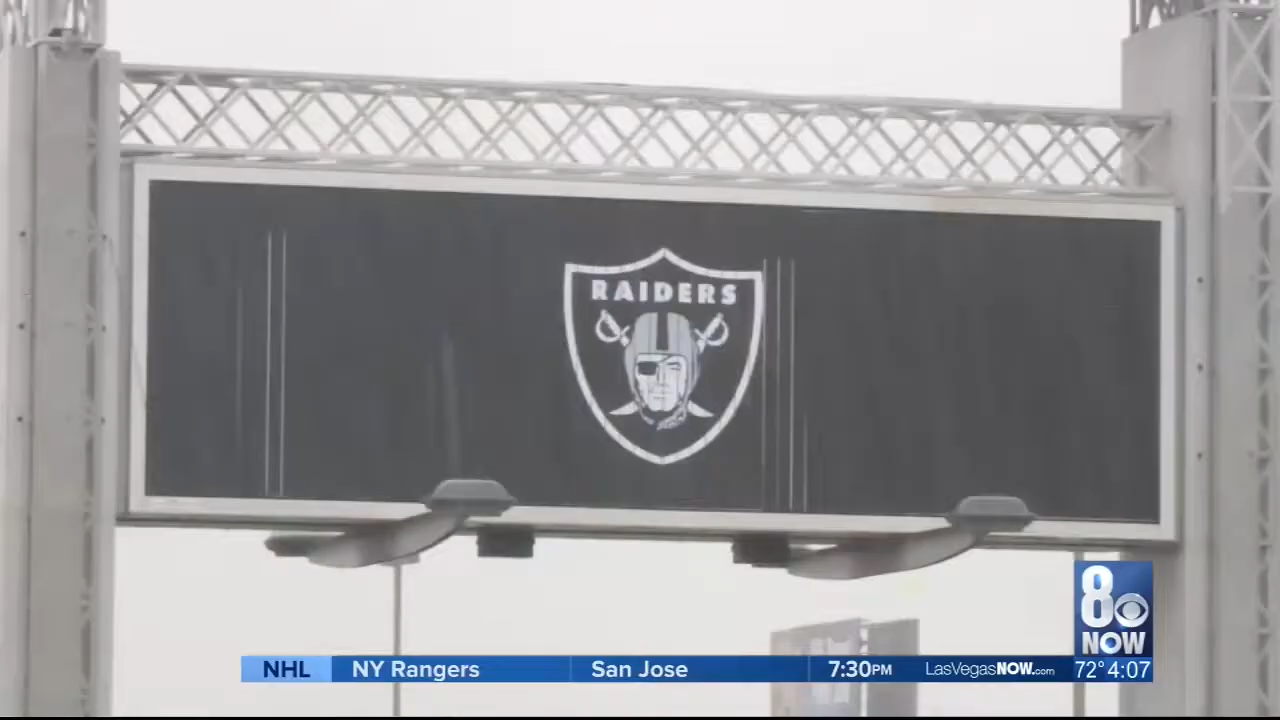 RAIDERS
8
NOW
NHL NY Rangers San Jose 7:30PM LasVegasNOW.com 72° 4:07